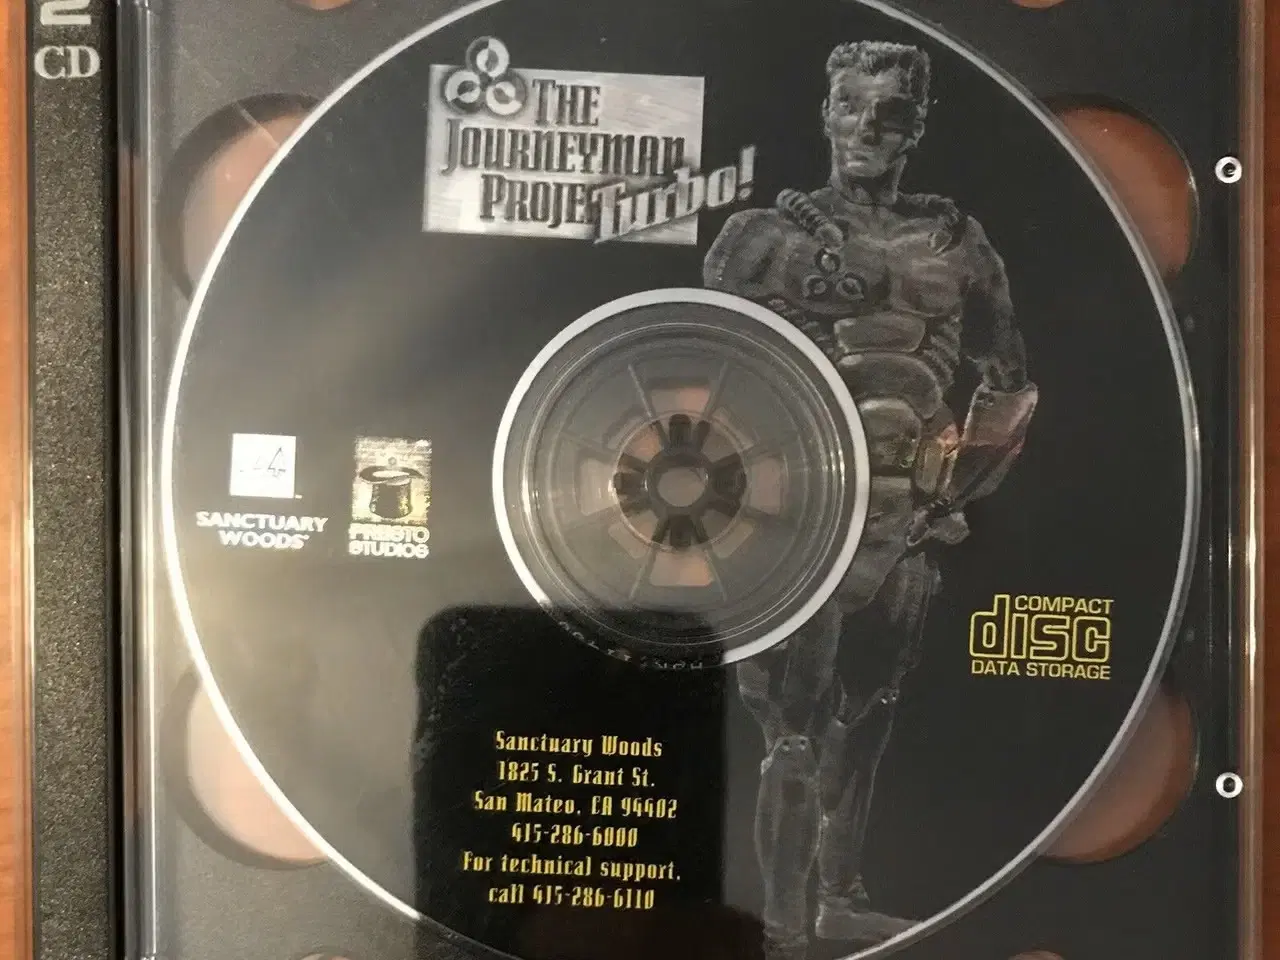 2
CD
THE
JOURNEYMAN
PROJE
Turbo!
SANCTUARY
WOODS
PRESTO
STUDIOS
COMPACT
disc
DATA STORAGE
Sanctuary Woods
1825 S. Grant St.
San Mateo, CA 94402
415-286-6000
For technical support,
call 415-286-6110